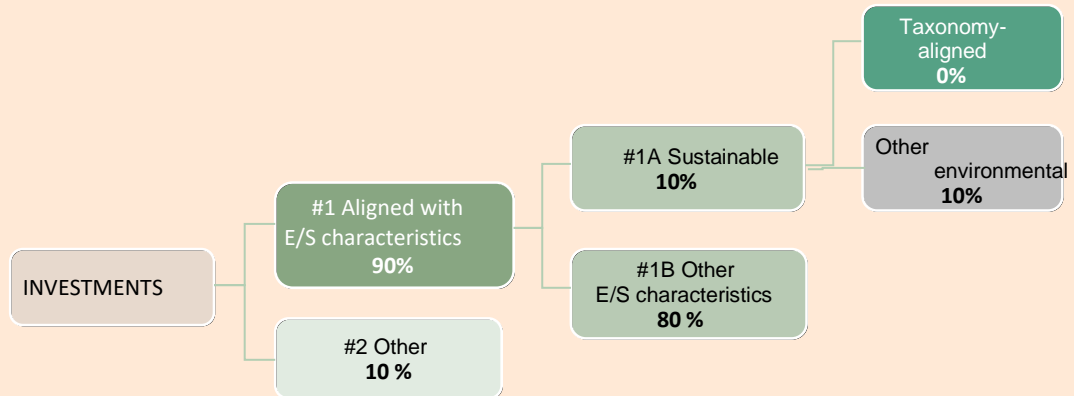 INVESTMENTS
#1 Aligned with
E/S characteristics
90%
#2 Other
10 %
#1A Sustainable
10%
#1B Other
E/S characteristics
80 %
Taxonomy-
aligned
0%
Other
environmental
10%